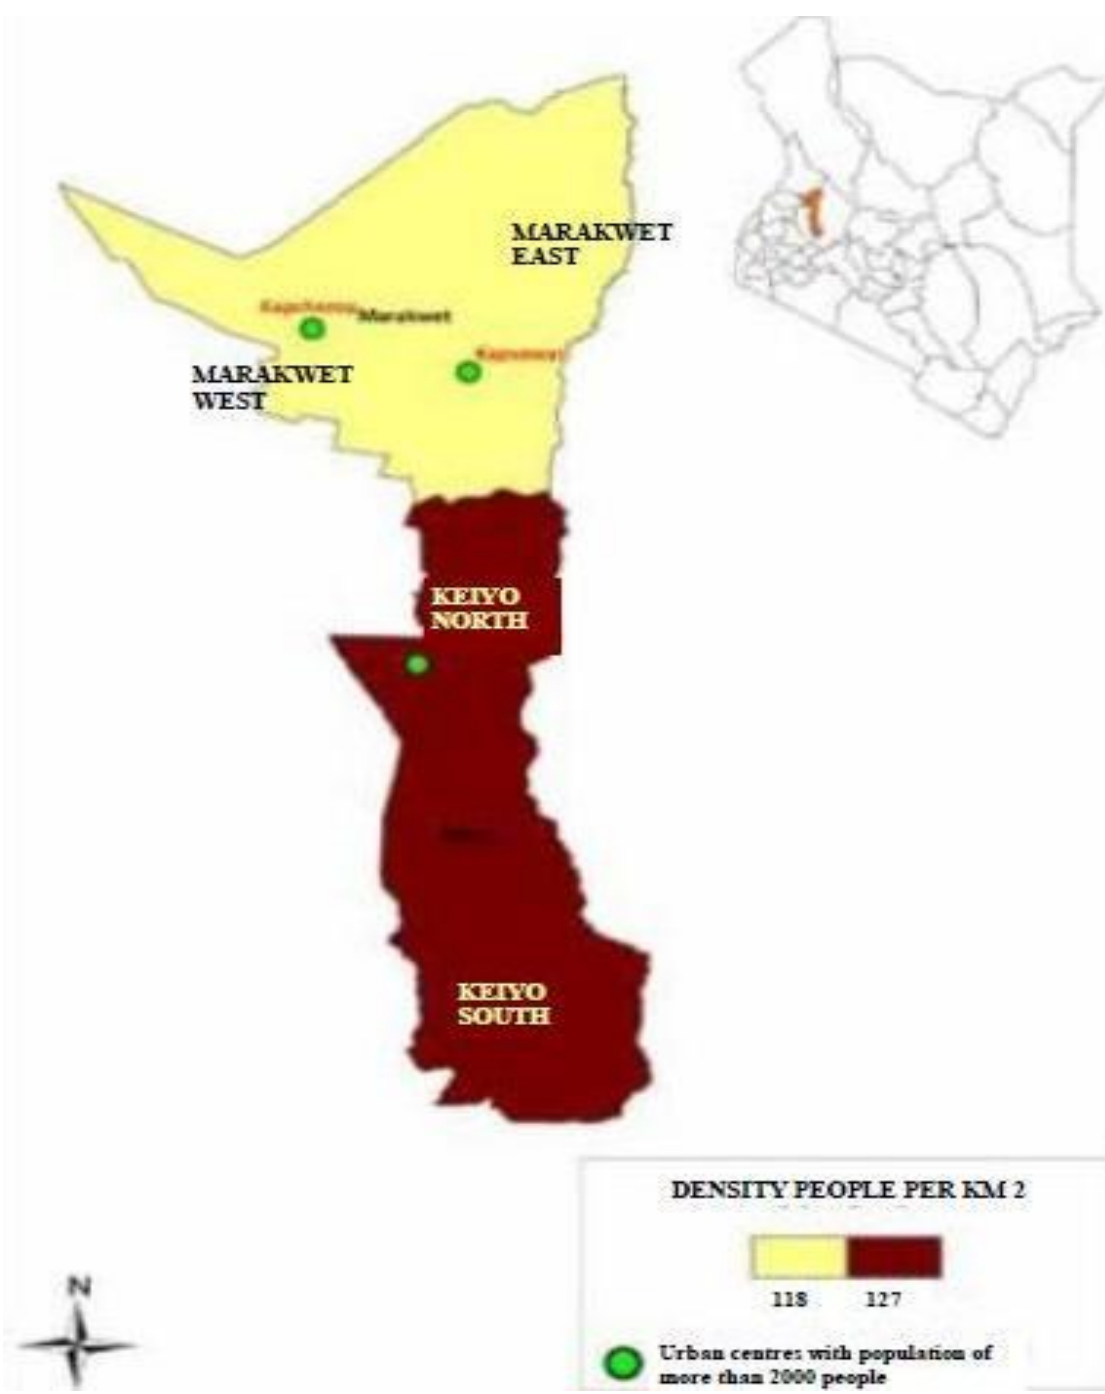 MARAKWET
EAST
Marakwet
MARAKWET
WEST
KEIYO
NORTH
KEIYO
SOUTH
DENSITY PEOPLE PER KM 2
118 127
N
Urban centres with population of
more than 2000 people